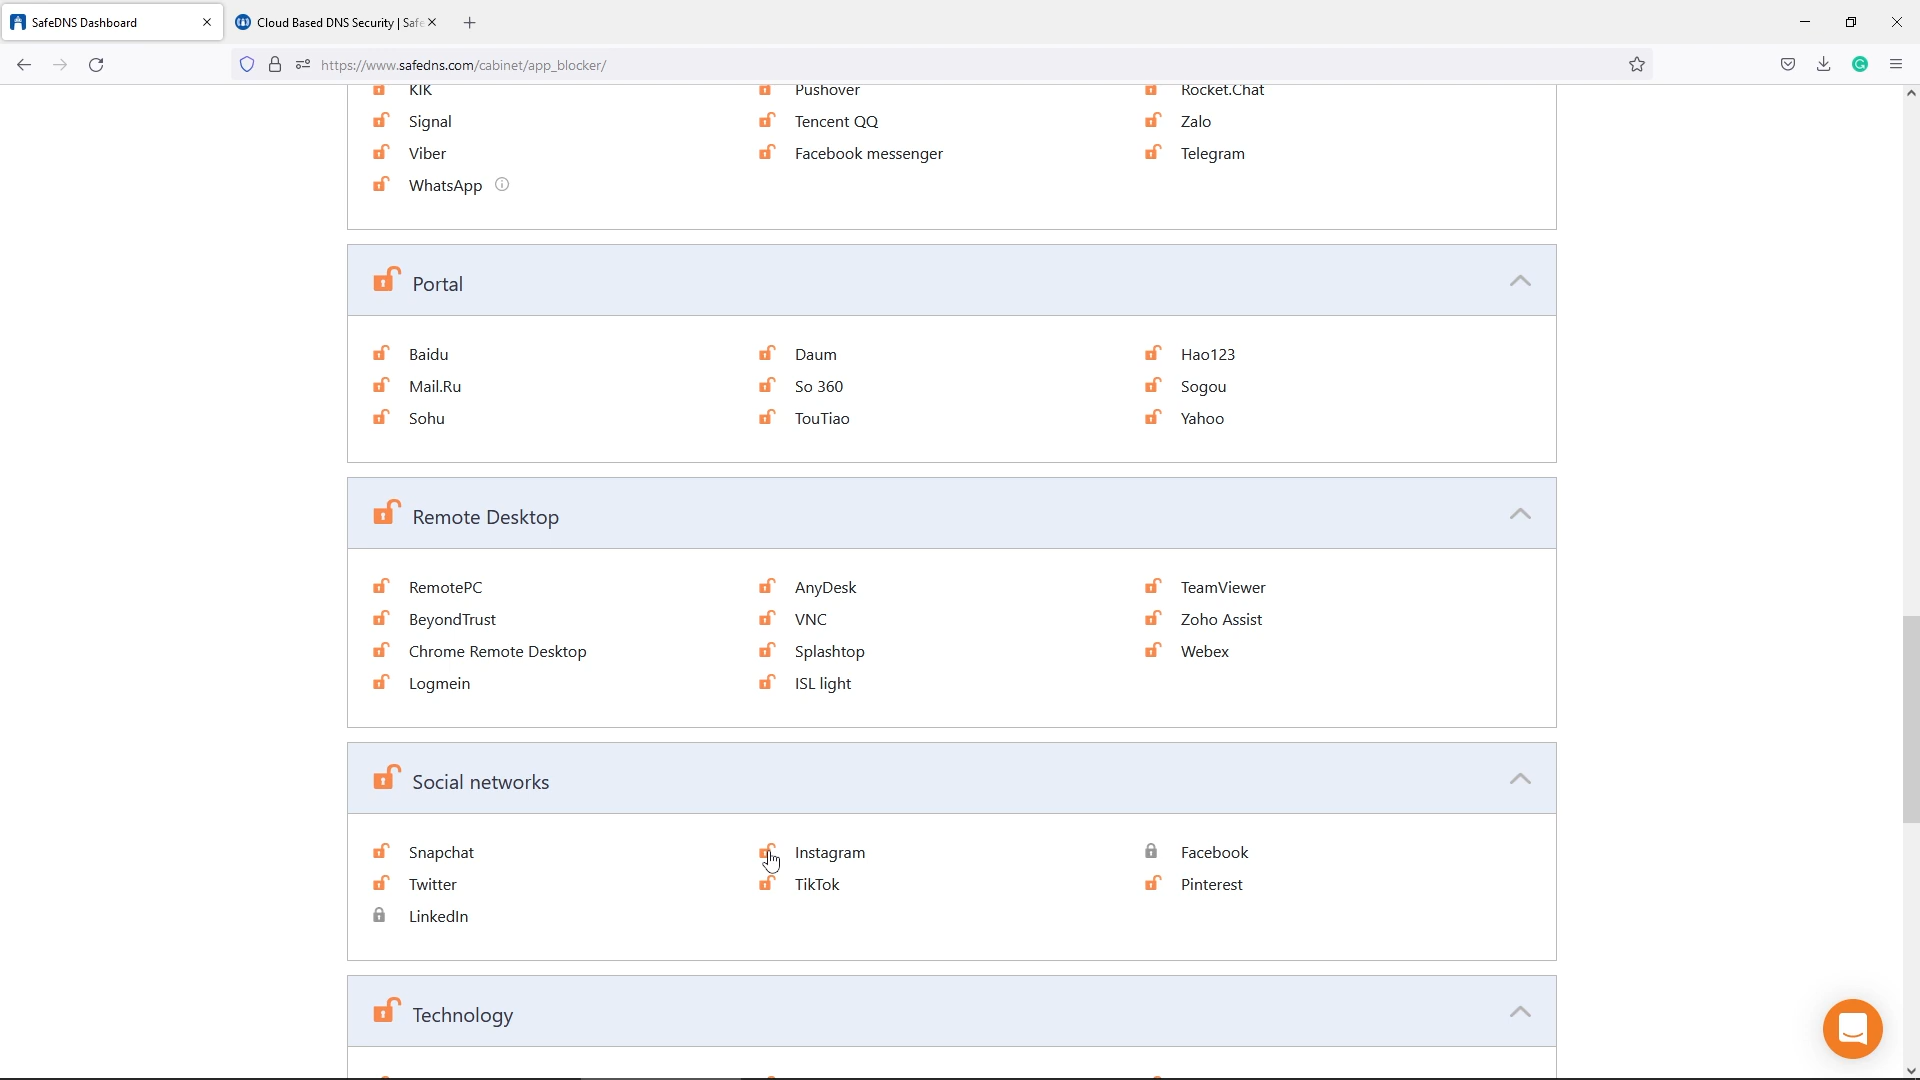 SafeDNS Dashboard
Cloud Based DNS Security | Safe
https://www.safedns.com/cabinet/app_blocker/
KIK Pushover Rocket.Chat
Signal Tencent QQ Zalo
Viber Facebook messenger Telegram
WhatsApp
Portal
Baidu Daum Hao123
Mail.Ru So 360 Sogou
Sohu TouTiao Yahoo
Remote Desktop
RemotePC AnyDesk TeamViewer
BeyondTrust VNC Zoho Assist
Chrome Remote Desktop Splashtop Webex
Logmein ISL light
Social networks
Snapchat Instagram Facebook
Twitter TikTok Pinterest
LinkedIn
Technology